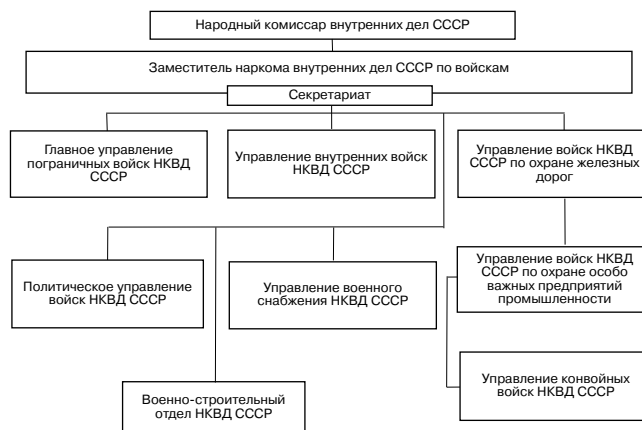 Народный комиссар внутренних дел СССР
Заместитель наркома внутренних дел СССР по войскам
Секретариат
Главное управление
пограничных войск НКВД
СССР
Управление внутренних войск
НКВД СССР
Управление войск НКВД
СССР по охране железных
дорог
Политическое управление
войск НКВД СССР
Управление военного
снабжения НКВД СССР
Управление войск НКВД
СССР по охране особо
важных предприятий
промышленности
Военно-строительный
отдел НКВД СССР
Управление конвойных
войск НКВД СССР